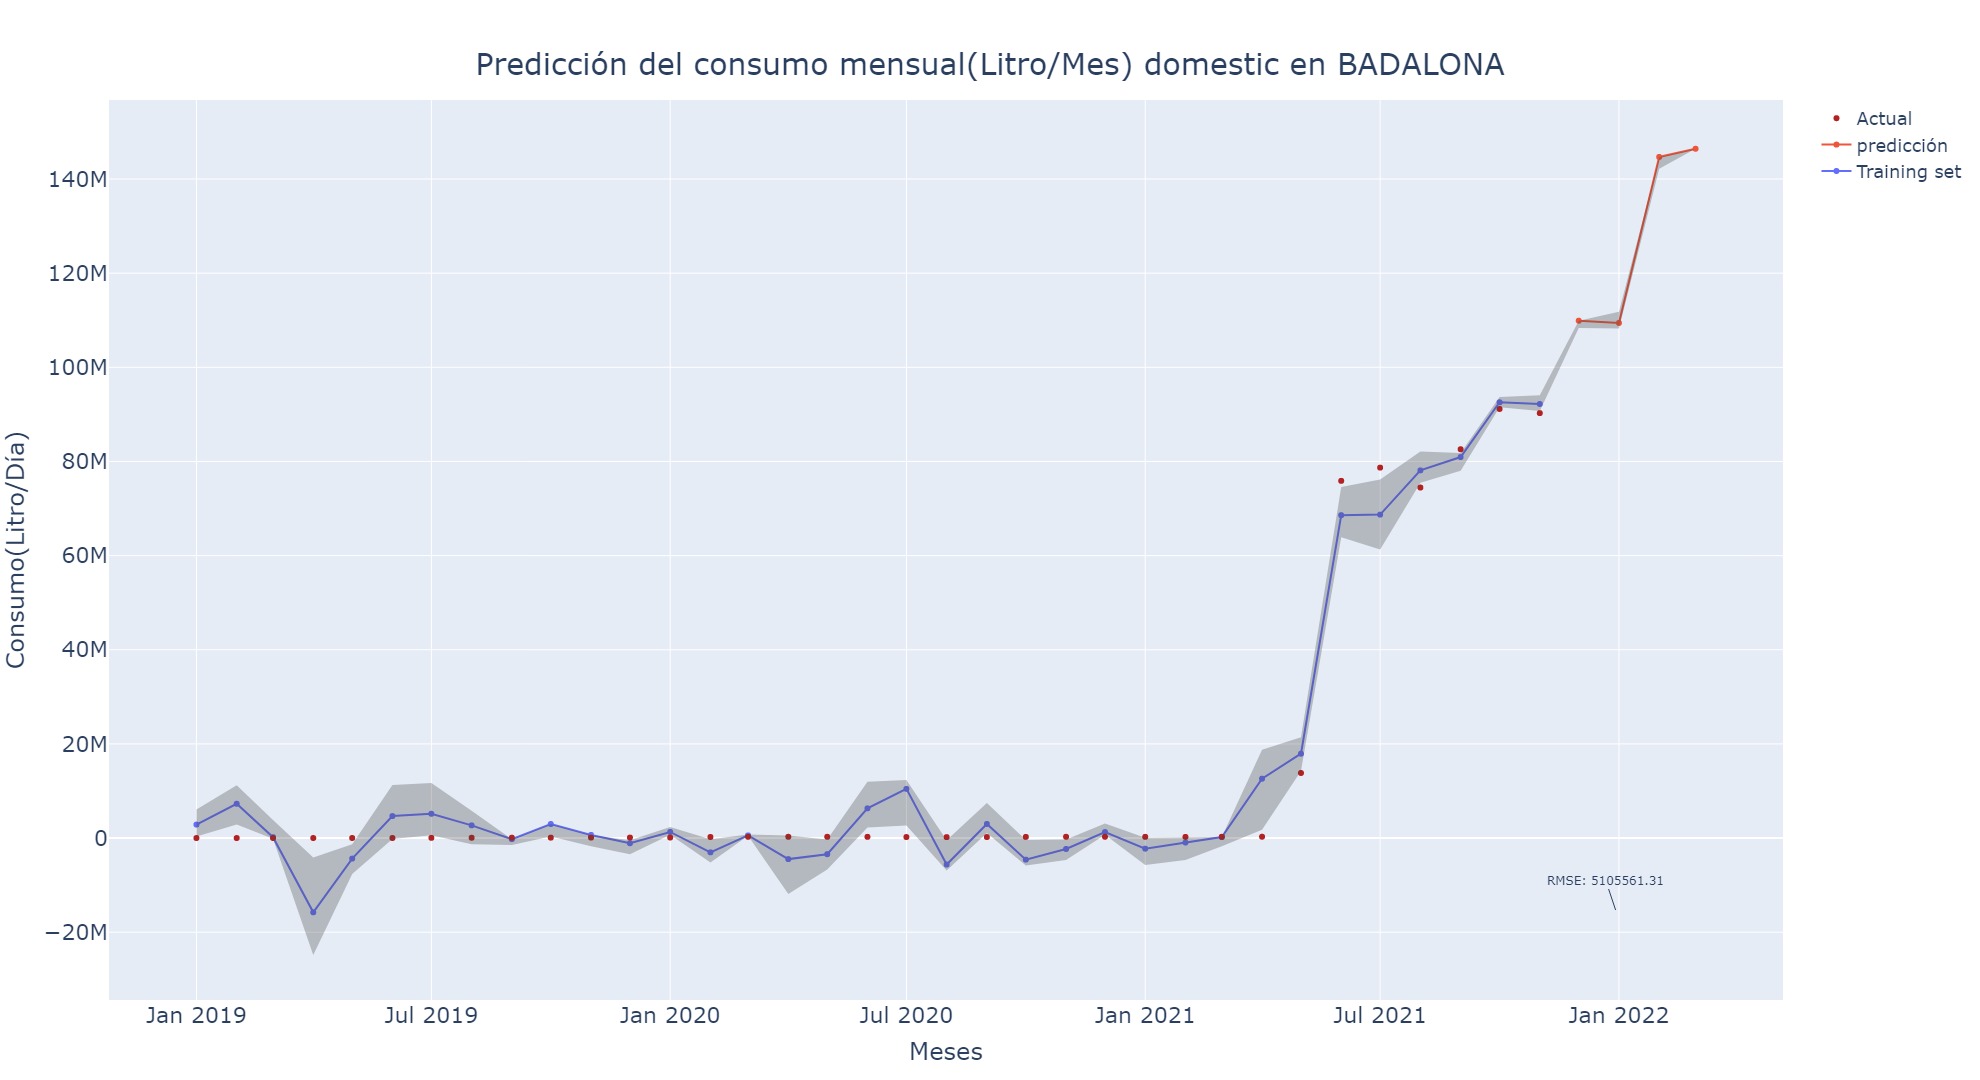 Predicción del consumo mensual(Litro/Mes) domestic en BADALONA
Actual
predicción
Training set
Consumo(Litro/Día)
140M
120M
100M
80M
60M
40M
20M
0
−20M
RMSE: 5105561.31
Jan 2019
Jul 2019
Jan 2020
Jul 2020
Jan 2021
Jul 2021
Jan 2022
Meses